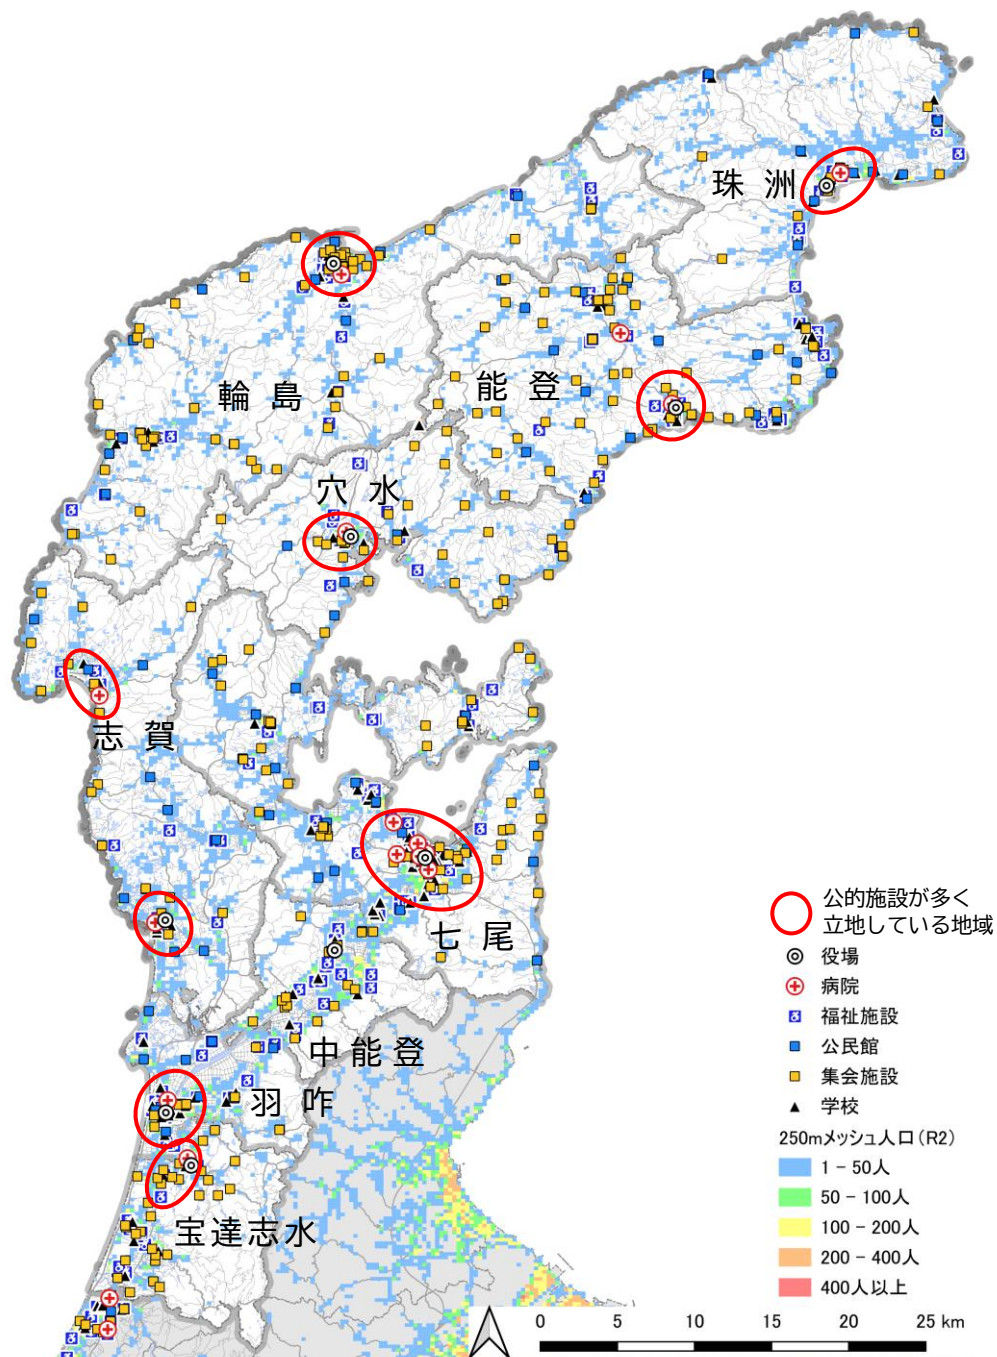 珠洲
輪島
能登
穴水
志賀
七尾
中能登
羽咋
宝達志水
公的施設が多く
立地している地域
役場
病院
福祉施設
公民館
集会施設
学校
250mメッシュ人口(R2)
1 - 50人
50 - 100人
100 - 200人
200 - 400人
400人以上
0 5 10 15 20 25 km